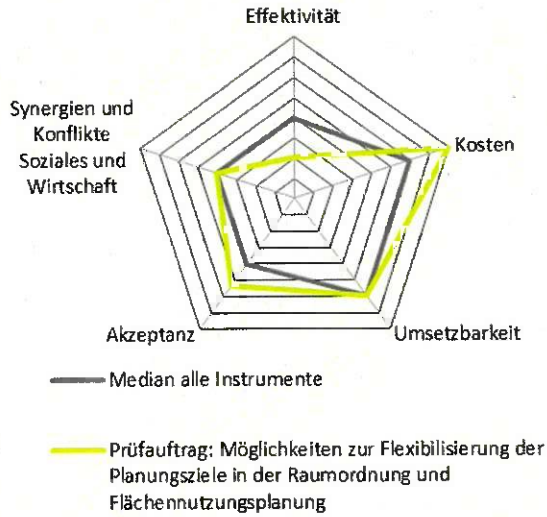 Effektivität
Synergien und
Konflikte
Soziales und
Wirtschaft
Kosten
Akzeptanz
Umsetzbarkeit
Median alle Instrumente
Prüfauftrag: Möglichkeiten zur Flexibilisierung der
Planungsziele in der Raumordnung und
Flächennutzungsplanung